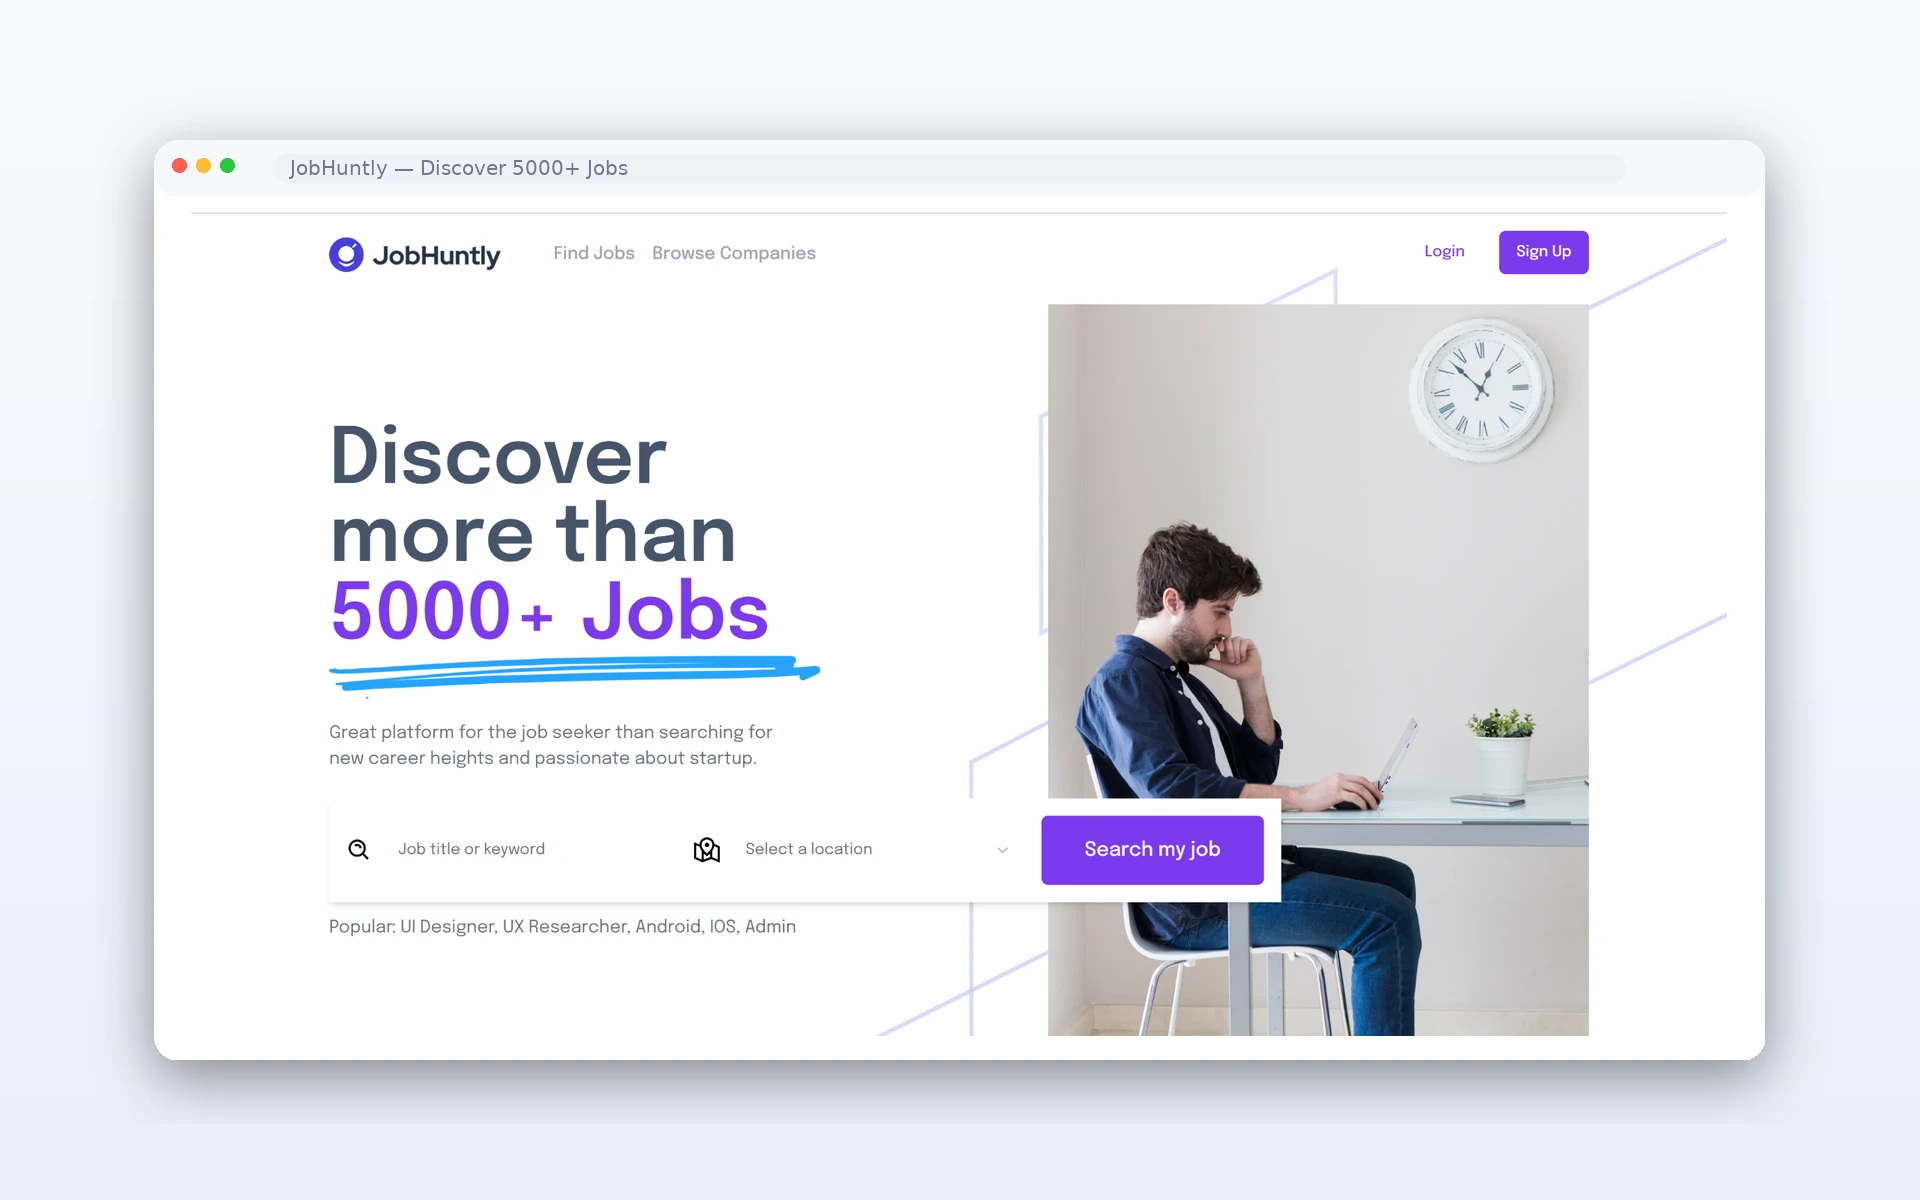 JobHuntly — Discover 5000+ Jobs
JobHuntly
Find Jobs
Browse Companies
Login
Sign Up
Discover
more than
5000+ Jobs
Great platform for the job seeker than searching for
new career heights and passionate about startup.
Job title or keyword
Select a location
Search my job
Popular: UI Designer, UX Researcher, Android, IOS, Admin